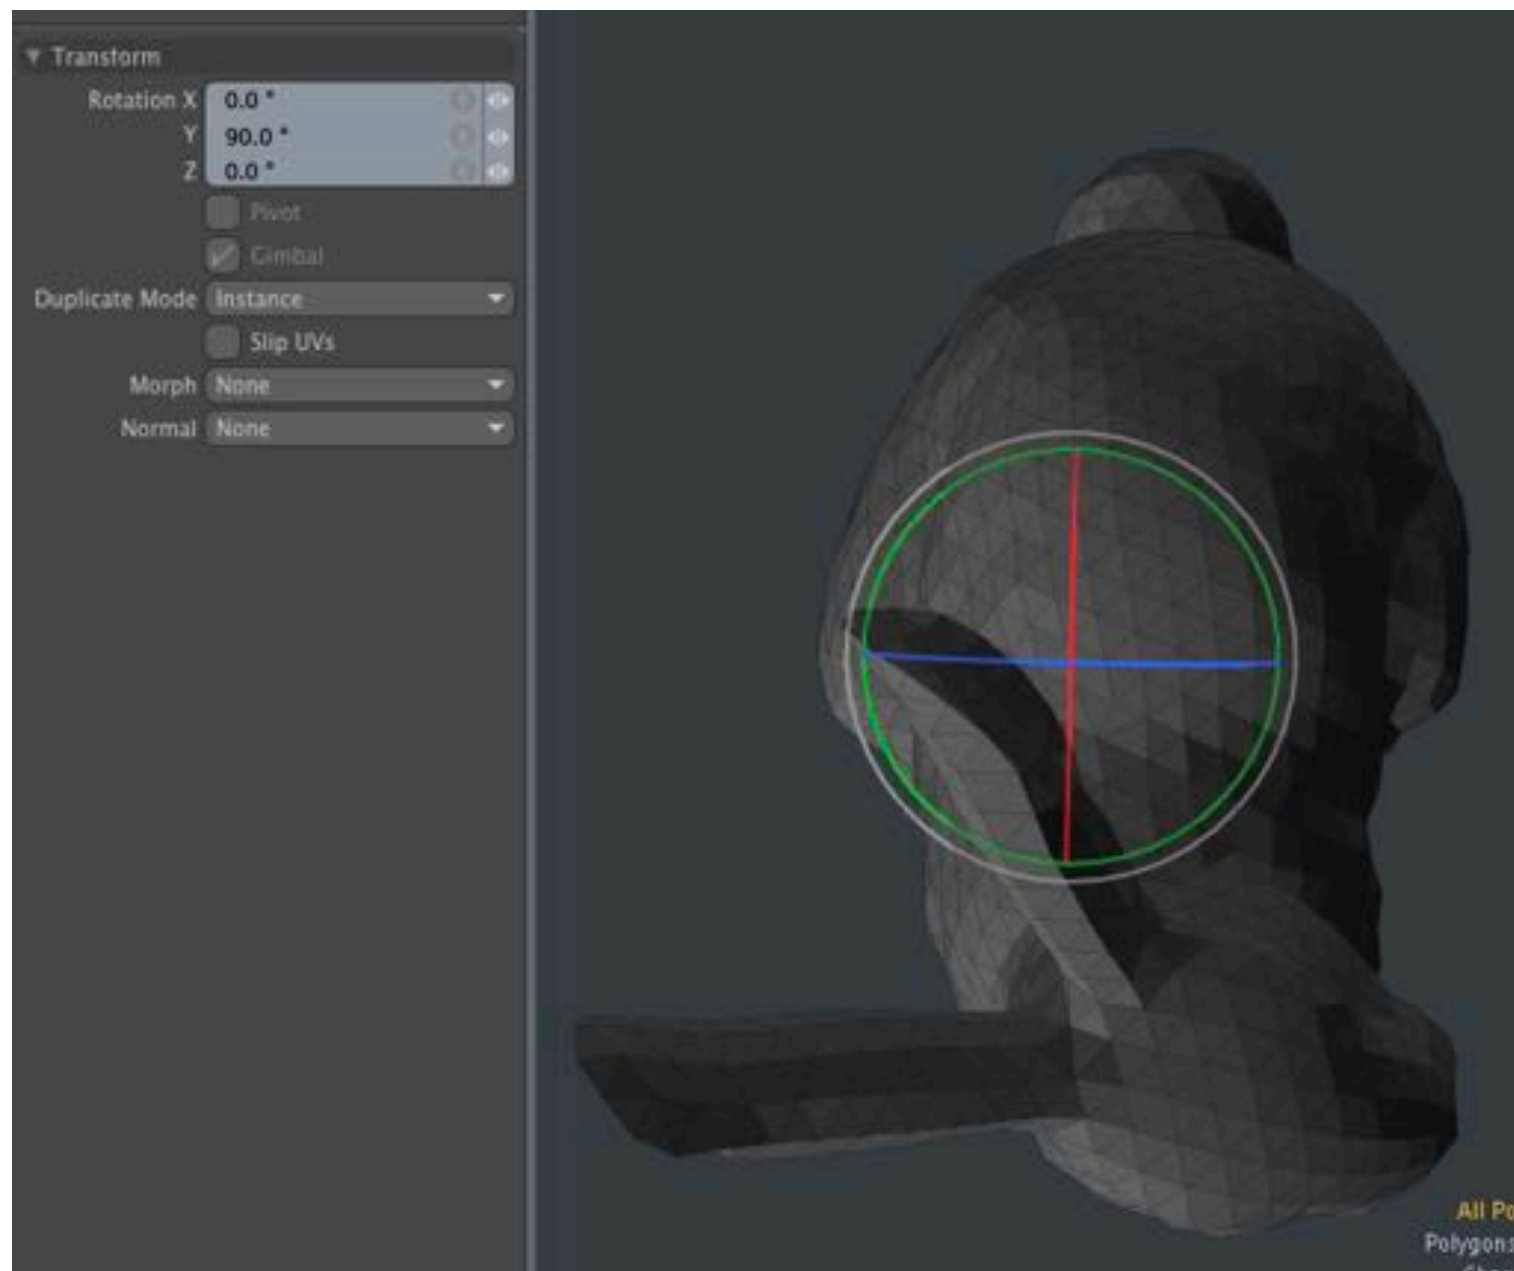 Transform
Rotation X 0.0 °
Y 90.0 °
Z 0.0 °
Pivot
Gimbal
Duplicate Mode Instance
Slip UVs
Morph None
Normal None
All Po
Polygons